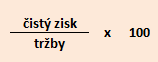 čistý zisk
tržby x 100